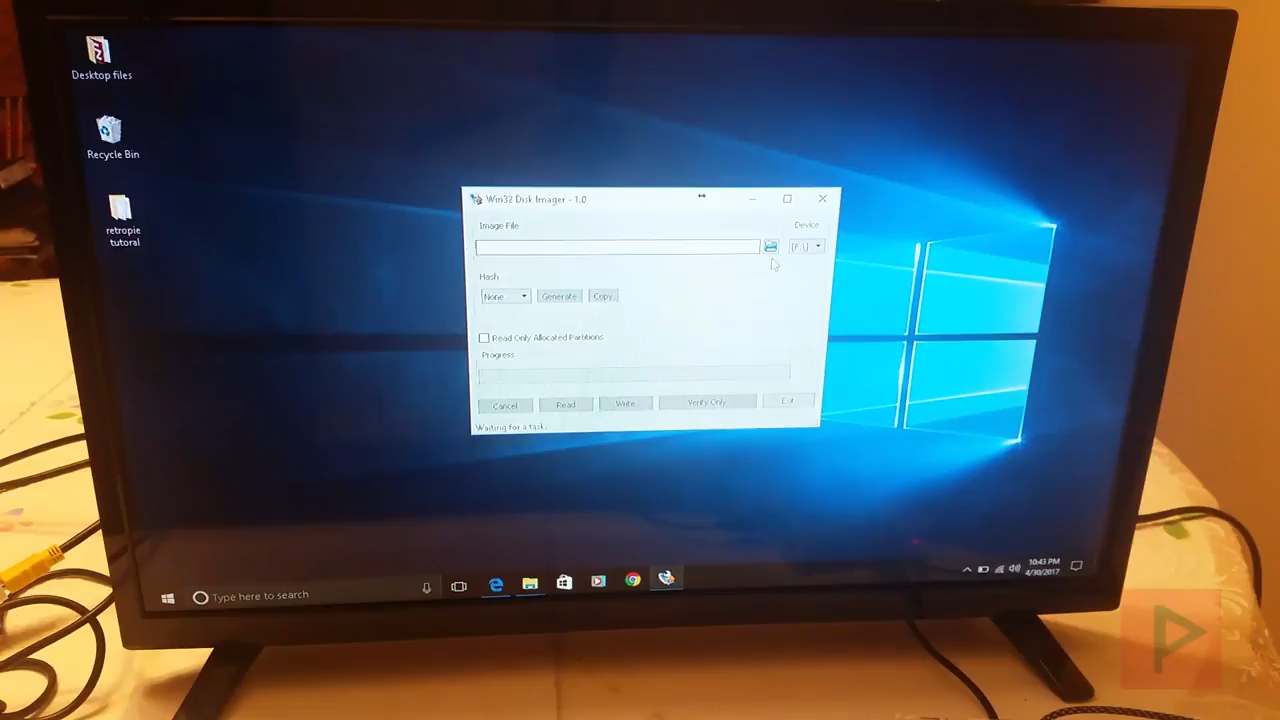 Desktop files
Recycle Bin
retropie
tutoral
Win32 Disk Imager - 1.0
Image File
Device
[F:\]
Hash
None
Generate
Copy
Read Only Allocated Partitions
Progress
Cancel
Read
Write
Verify Only
Exit
Waiting for a task.
Type here to search
10:43 PM
4/30/2017